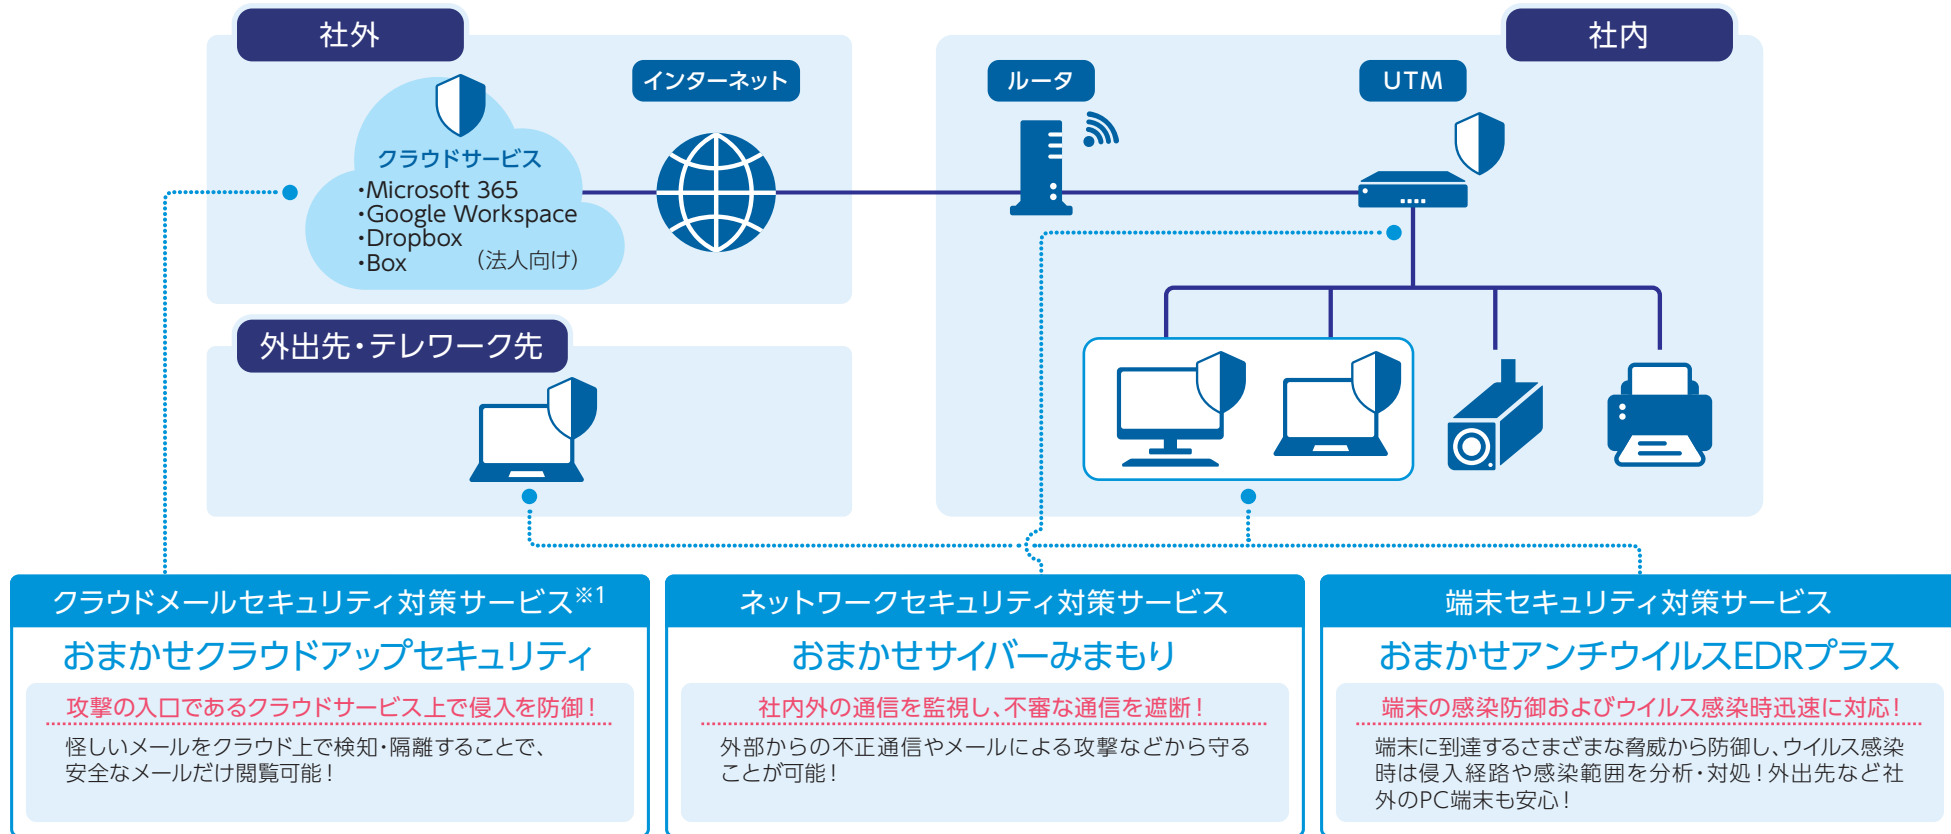 社外
インターネット
クラウドサービス
・Microsoft 365
・Google Workspace
・Dropbox
・Box （法人向け）
社内
ルータ
UTM
外出先・テレワーク先
クラウドメールセキュリティ対策サービス※1
おまかせクラウドアップセキュリティ
攻撃の入口であるクラウドサービス上で侵入を防御！
怪しいメールをクラウド上で検知・隔離することで、
安全なメールだけ閲覧可能！
ネットワークセキュリティ対策サービス
おまかせサイバーみまもり
社内外の通信を監視し、不審な通信を遮断！
外部からの不正通信やメールによる攻撃などから守る
ことが可能！
端末セキュリティ対策サービス
おまかせアンチウイルスEDRプラス
端末の感染防御およびウイルス感染時迅速に対応！
端末に到達するさまざまな脅威から防御し、ウイルス感染
時は侵入経路や感染範囲を分析・対処！外出先など社
外のPC端末も安心！